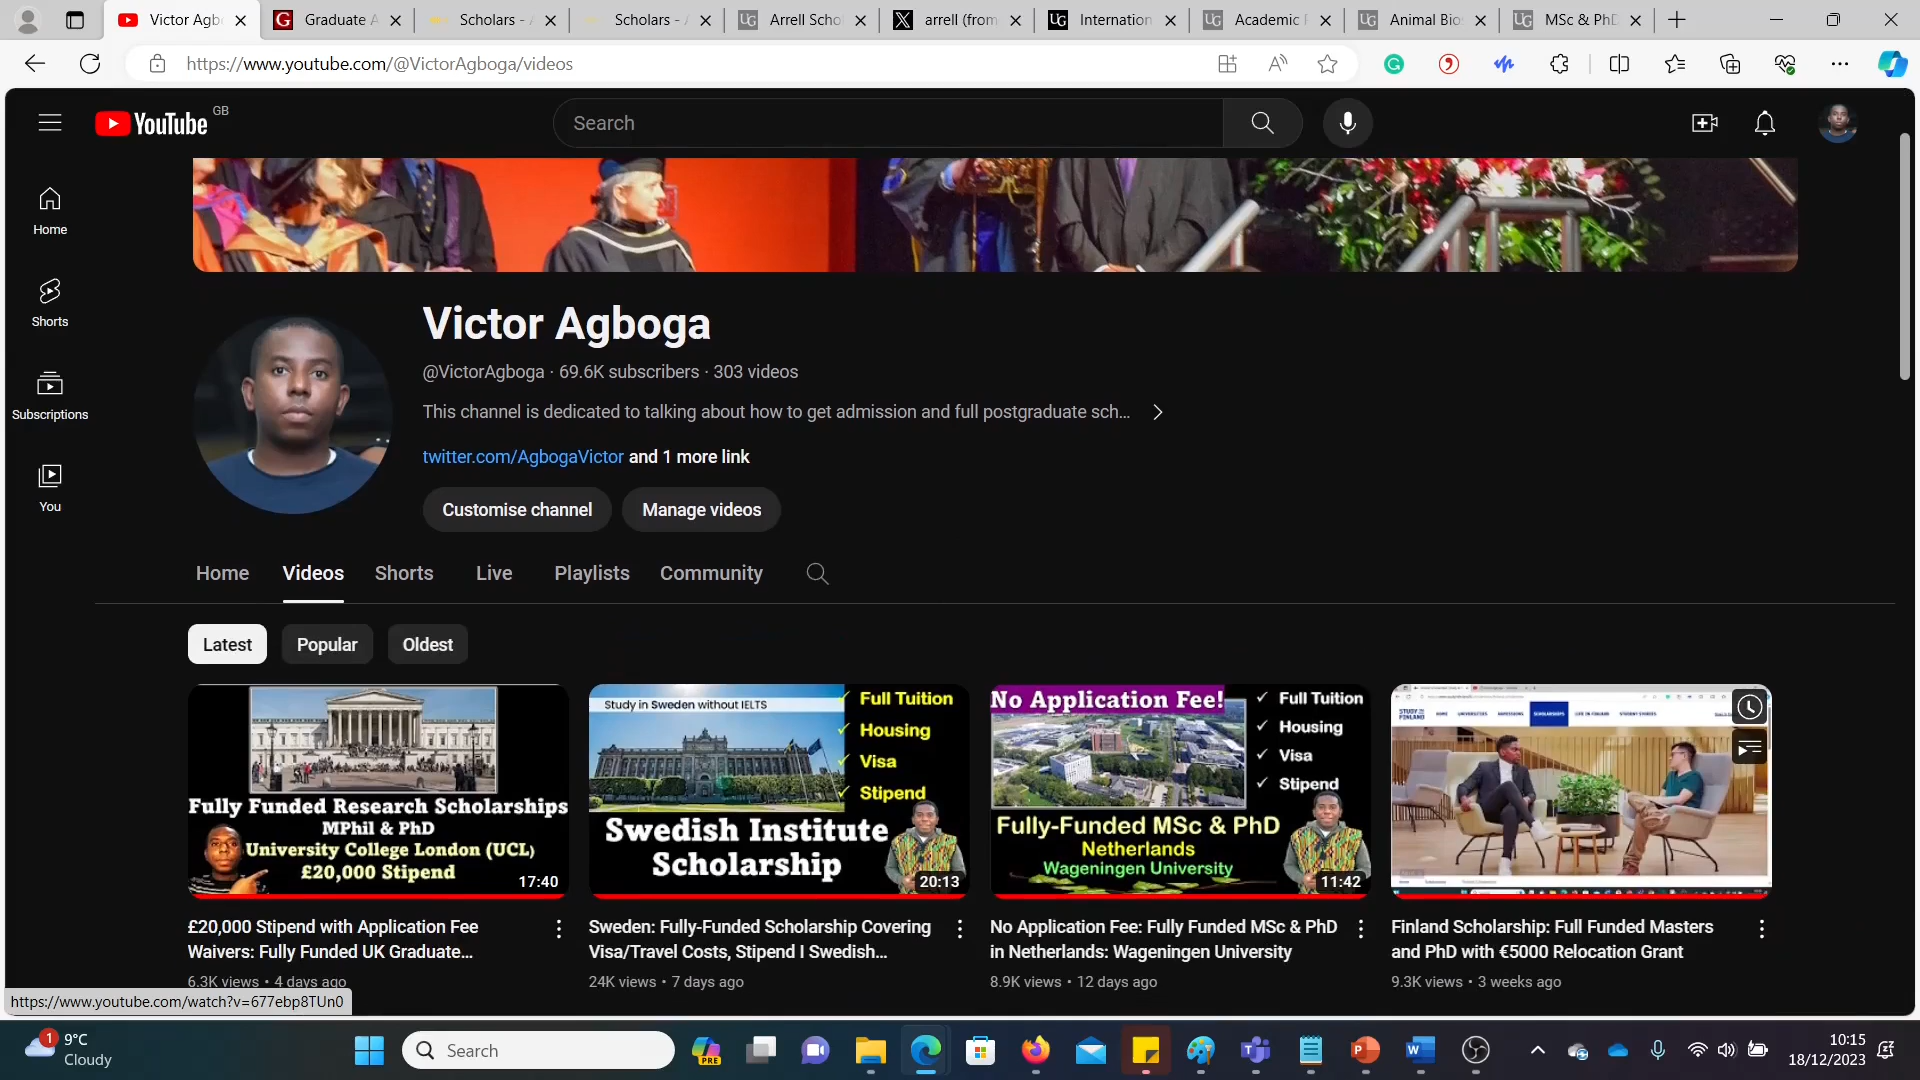 Victor Agb
Graduate A
Scholars -
Scholars -
UG Arrell Scho
arrell (from
UG Internation
UG Academic
UG Animal Bio
UG MSc & PhD
https://www.youtube.com/@VictorAgboga/videos
YouTube GB
Search
Home
Shorts
Subscriptions
You
Victor Agboga
@VictorAgboga · 69.6K subscribers · 303 videos
This channel is dedicated to talking about how to get admission and full postgraduate sch...
twitter.com/AgbogaVictor and 1 more link
Customise channel Manage videos
Home Videos Shorts Live Playlists Community
Latest Popular Oldest
Fully Funded Research Scholarships
MPhil & PhD
University College London (UCL)
£20,000 Stipend
17:40
Study in Sweden without IELTS
✓ Full Tuition
✓ Housing
✓ Visa
✓ Stipend
Swedish Institute
Scholarship
20:13
No Application Fee!
✓ Full Tuition
✓ Housing
✓ Visa
✓ Stipend
Fully-Funded MSc & PhD
Netherlands
Wageningen University
11:42
£20,000 Stipend with Application Fee
Waivers: Fully Funded UK Graduate...
6.3K views • 4 days ago
Sweden: Fully-Funded Scholarship Covering
Visa/Travel Costs, Stipend I Swedish...
24K views • 7 days ago
No Application Fee: Fully Funded MSc & PhD
in Netherlands: Wageningen University
8.9K views • 12 days ago
Finland Scholarship: Full Funded Masters
and PhD with €5000 Relocation Grant
9.3K views • 3 weeks ago
https://www.youtube.com/watch?v=677ebp8TUn0
1
9°C
Cloudy
Search
PRE
10:15
18/12/2023